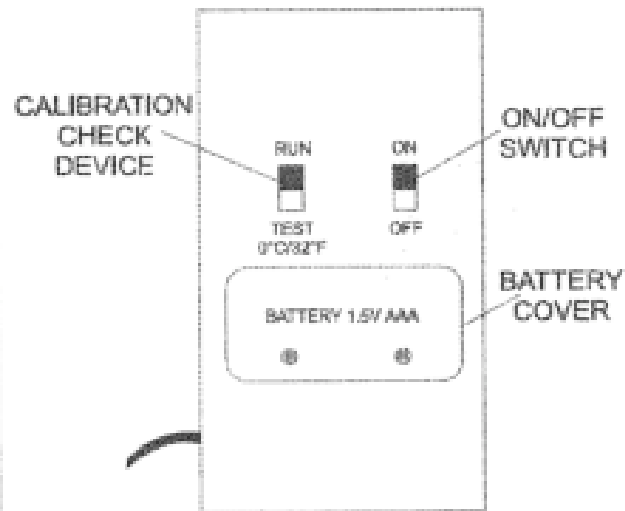 CALIBRATION
CHECK
DEVICE
RUN
TEST
0°C/32°F
ON
OFF
ON/OFF
SWITCH
BATTERY 1.5V AAA
BATTERY
COVER